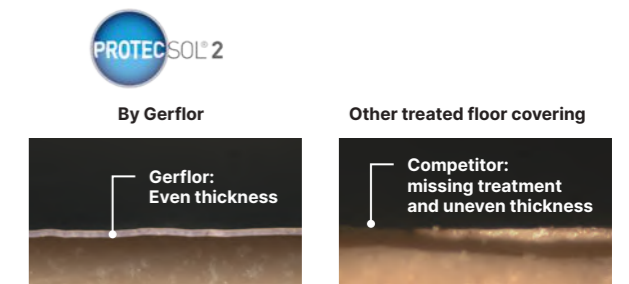 PROTECSOL® 2
By Gerflor
Other treated floor covering
Gerflor:
Even thickness
Competitor:
missing treatment
and uneven thickness